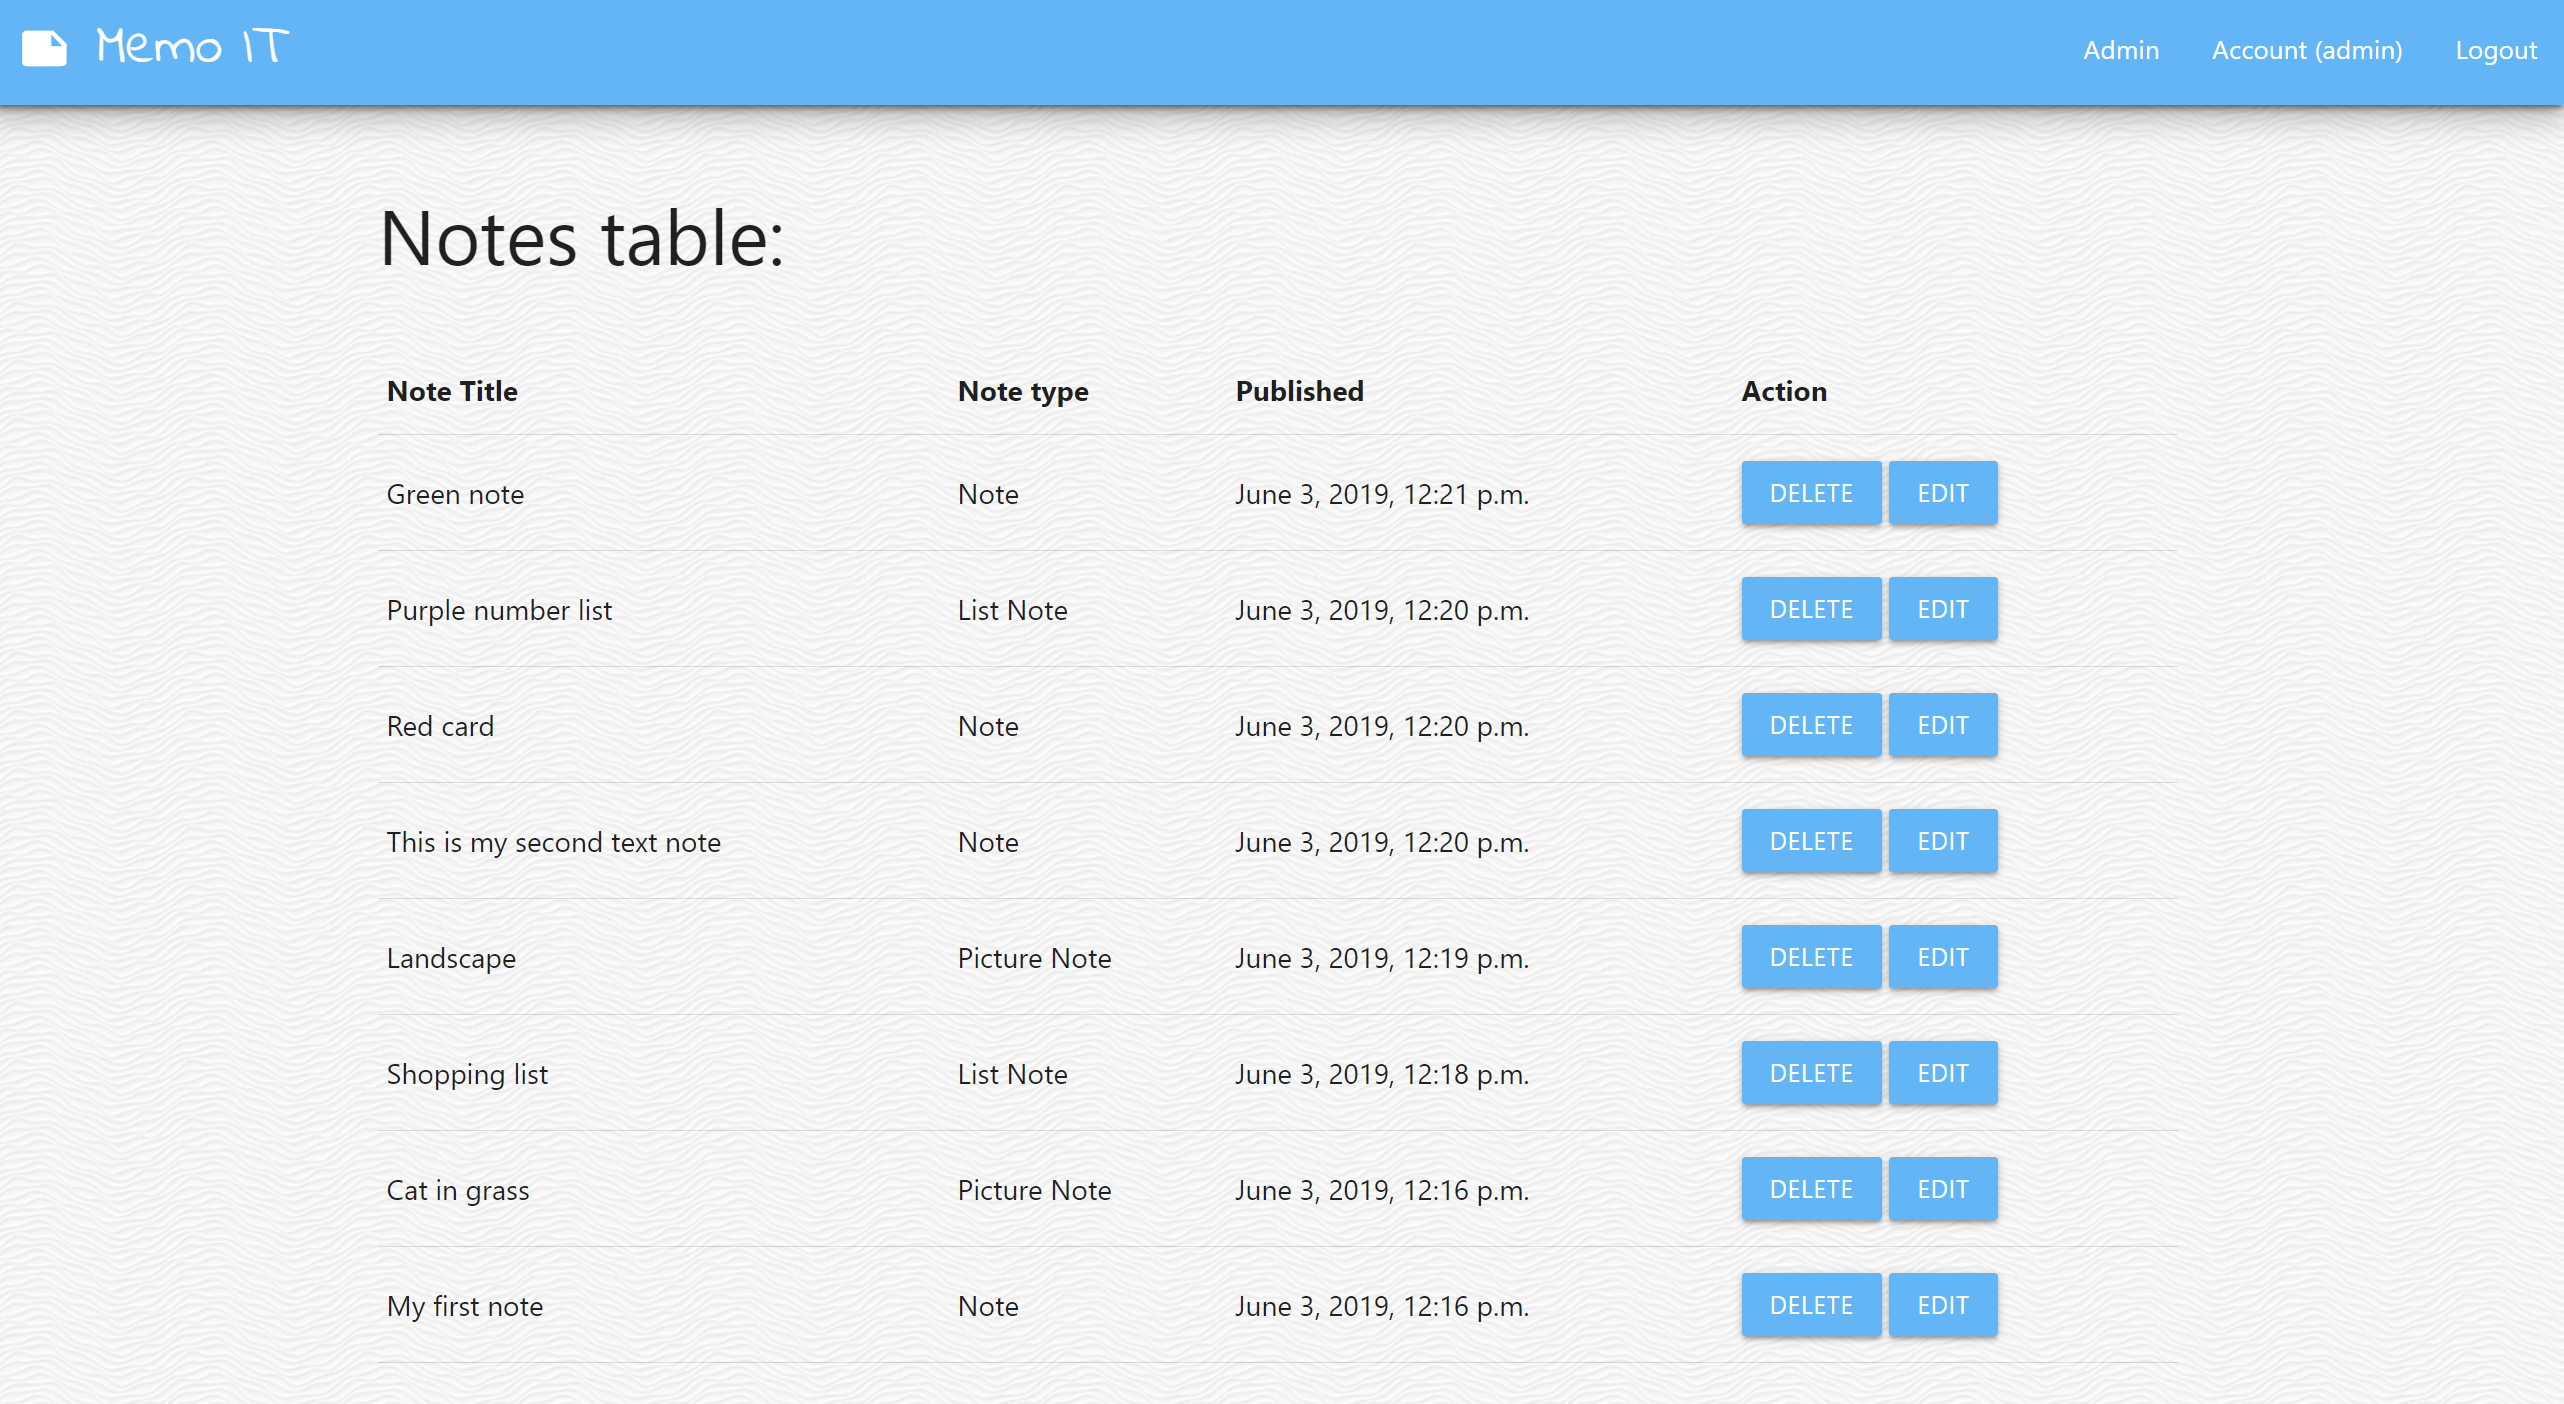 Memo IT Admin Account (admin) Logout
Notes table:
Note Title Note type Published Action
Green note Note June 3, 2019, 12:21 p.m. DELETE EDIT
Purple number list List Note June 3, 2019, 12:20 p.m. DELETE EDIT
Red card Note June 3, 2019, 12:20 p.m. DELETE EDIT
This is my second text note Note June 3, 2019, 12:20 p.m. DELETE EDIT
Landscape Picture Note June 3, 2019, 12:19 p.m. DELETE EDIT
Shopping list List Note June 3, 2019, 12:18 p.m. DELETE EDIT
Cat in grass Picture Note June 3, 2019, 12:16 p.m. DELETE EDIT
My first note Note June 3, 2019, 12:16 p.m. DELETE EDIT